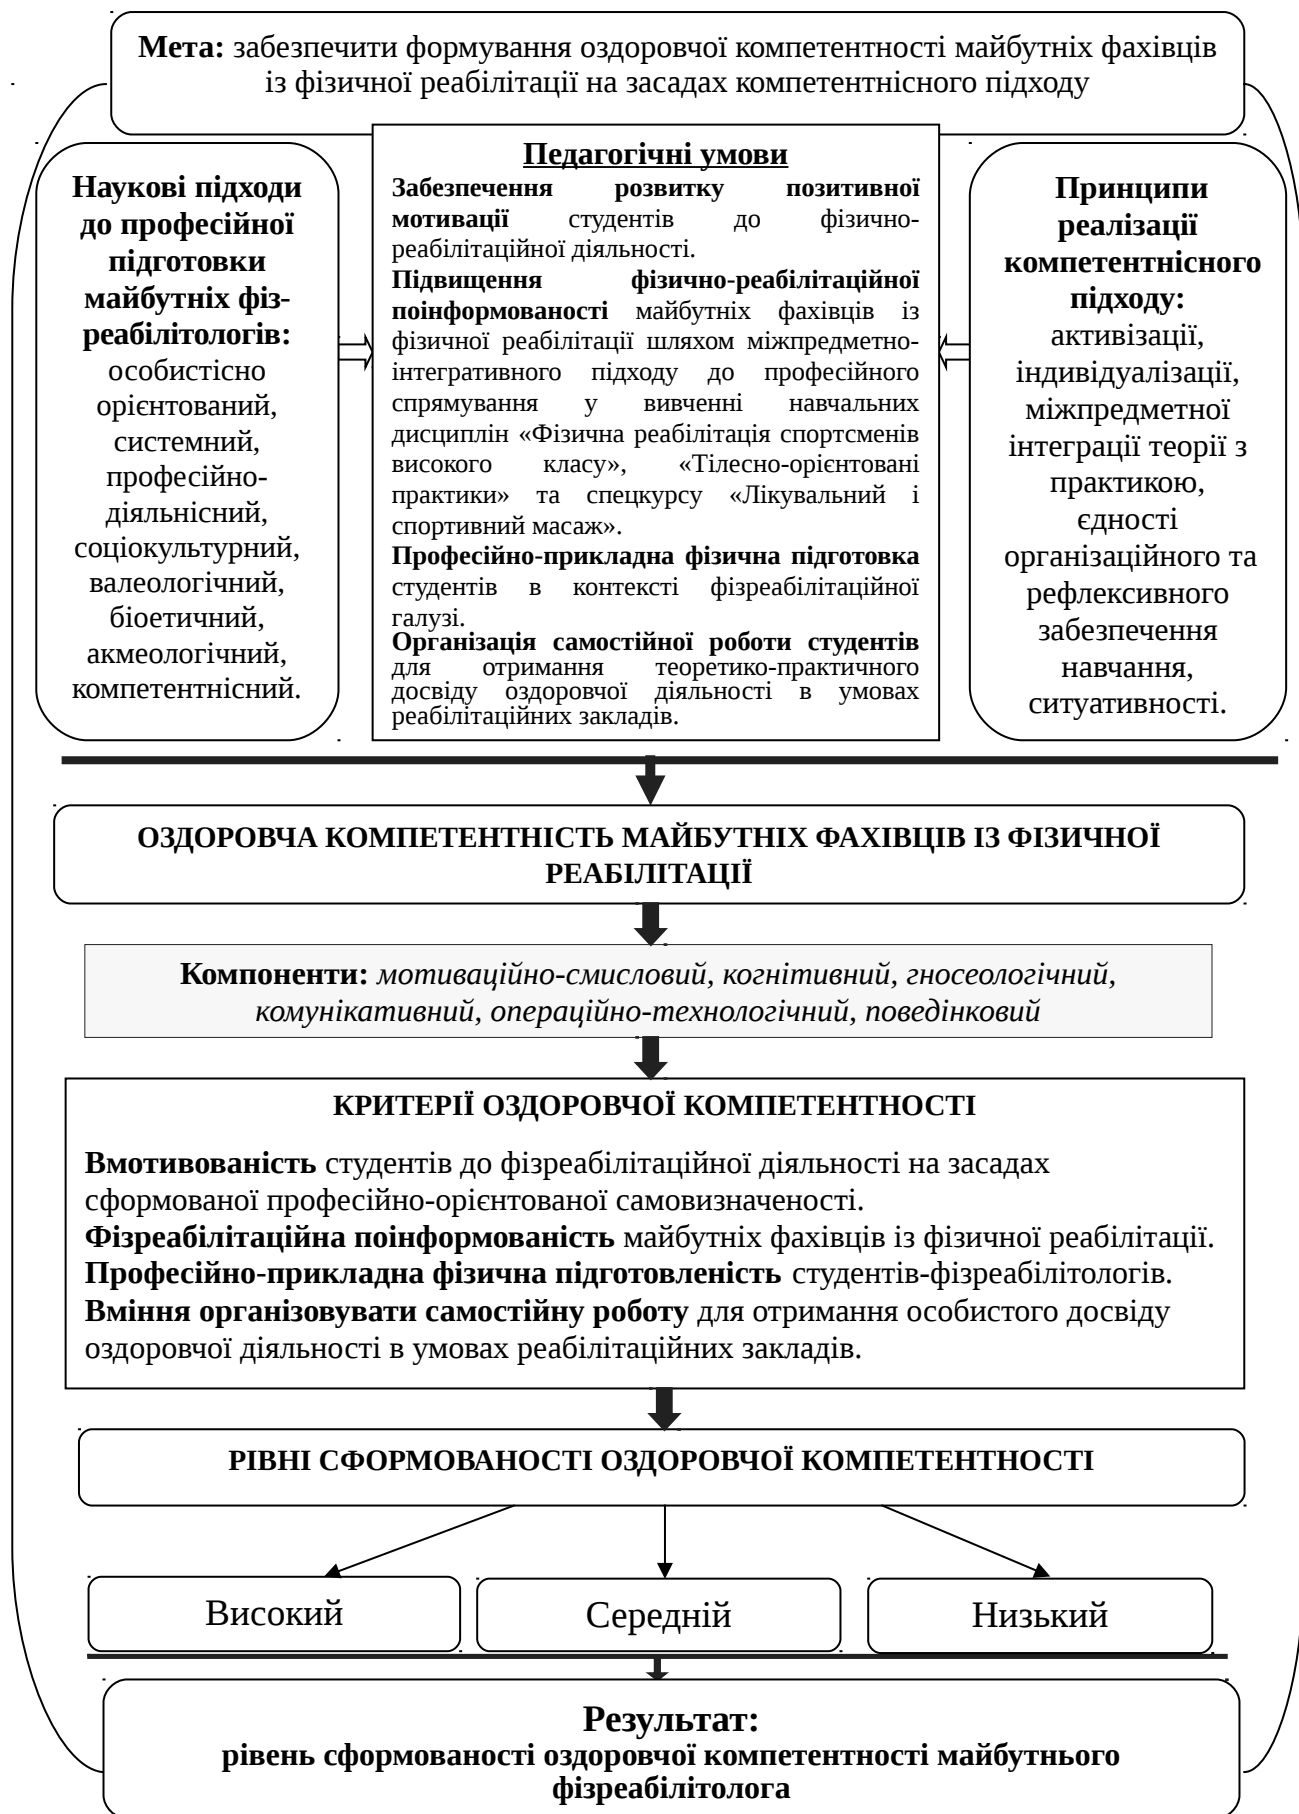 Мета: забезпечити формування оздоровчої компетентності майбутніх фахівців
із фізичної реабілітації на засадах компетентнісного підходу
Наукові підходи
до професійної
підготовки
майбутніх фіз-
реабілітологів:
особистісно
орієнтований,
системний,
професійно-
діяльнісний,
соціокультурний,
валеологічний,
біоетичний,
акмеологічний,
компетентнісний.
Педагогічні умови
Забезпечення розвитку позитивної
мотивації студентів до фізично-
реабілітаційної діяльності.
Підвищення фізично-реабілітаційної
поінформованості майбутніх фахівців із
фізичної реабілітації шляхом міжпредметно-
інтегративного підходу до професійного
спрямування у вивченні навчальних
дисциплін «Фізична реабілітація спортсменів
високого класу», «Тілесно-орієнтовані
практики» та спецкурсу «Лікувальний і
спортивний масаж».
Професійно-прикладна фізична підготовка
студентів в контексті фізреабілітаційної
галузі.
Організація самостійної роботи студентів
для отримання теоретико-практичного
досвіду оздоровчої діяльності в умовах
реабілітаційних закладів.
Принципи
реалізації
компетентнісного
підходу:
активізації,
індивідуалізації,
міжпредметної
інтеграції теорії з
практикою,
єдності
організаційного та
рефлексивного
забезпечення
навчання,
ситуативності.
ОЗДОРОВЧА КОМПЕТЕНТНІСТЬ МАЙБУТНІХ ФАХІВЦІВ ІЗ ФІЗИЧНОЇ
РЕАБІЛІТАЦІЇ
Компоненти: мотиваційно-смисловий, когнітивний, гносеологічний,
комунікативний, операційно-технологічний, поведінковий
КРИТЕРІЇ ОЗДОРОВЧОЇ КОМПЕТЕНТНОСТІ
Вмотивованість студентів до фізреабілітаційної діяльності на засадах
сформованої професійно-орієнтованої самовизначеності.
Фізреабілітаційна поінформованість майбутніх фахівців із фізичної реабілітації.
Професійно-прикладна фізична підготовленість студентів-фізреабілітологів.
Вміння організовувати самостійну роботу для отримання особистого досвіду
оздоровчої діяльності в умовах реабілітаційних закладів.
РІВНІ СФОРМОВАНОСТІ ОЗДОРОВЧОЇ КОМПЕТЕНТНОСТІ
Високий
Середній
Низький
Результат:
рівень сформованості оздоровчої компетентності майбутнього
фізреабілітолога